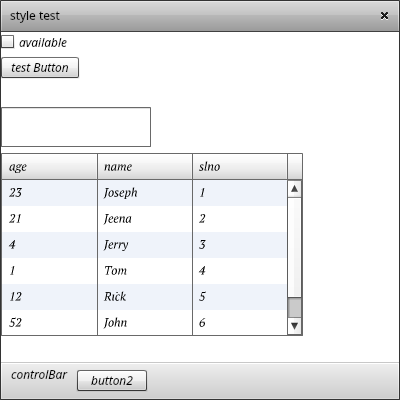 style test
available
test Button
age name slno
23 Joseph 1
21 Jeena 2
4 Jerry 3
1 Tom 4
12 Rick 5
52 John 6
controlBar button2